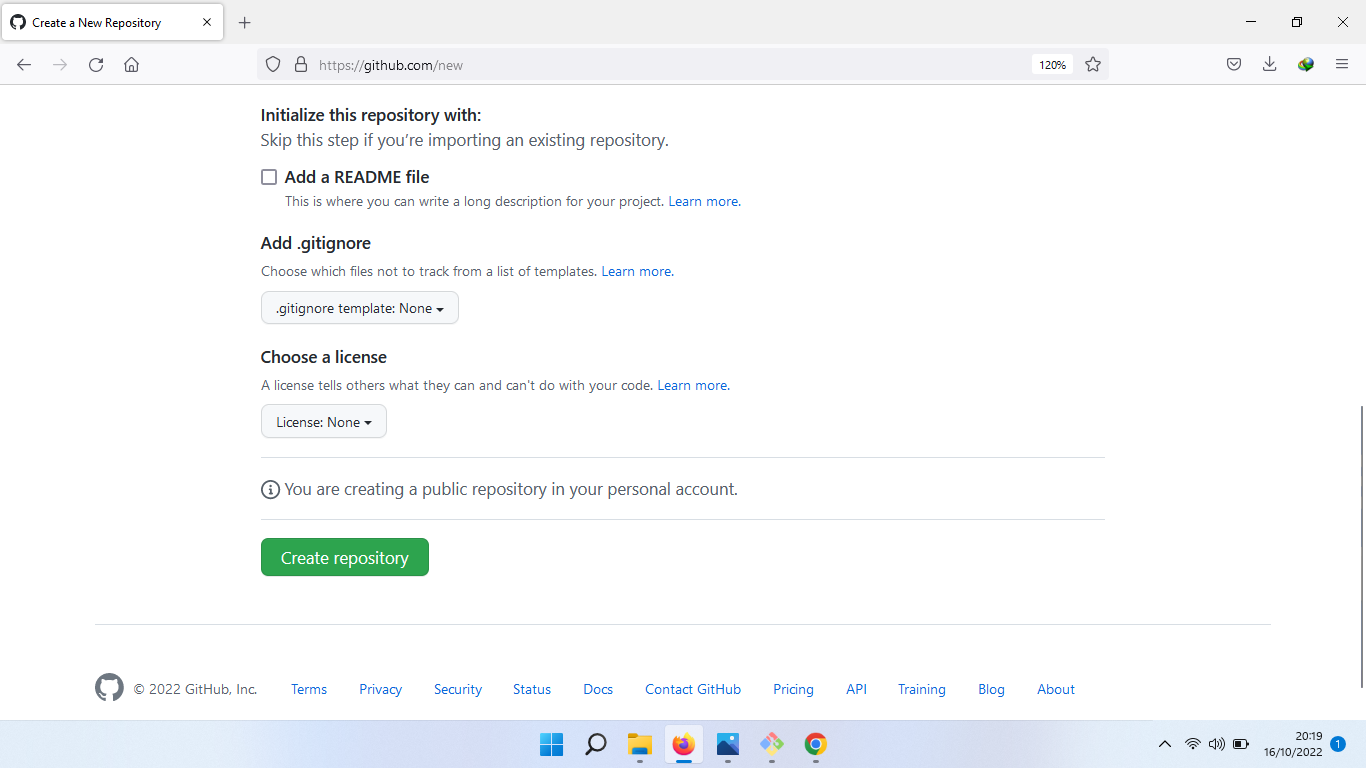 Create a New Repository
https://github.com/new
120%
Initialize this repository with:
Skip this step if you're importing an existing repository.
Add a README file
This is where you can write a long description for your project. Learn more.
Add .gitignore
Choose which files not to track from a list of templates. Learn more.
.gitignore template: None
Choose a license
A license tells others what they can and can't do with your code. Learn more.
License: None
You are creating a public repository in your personal account.
Create repository
© 2022 GitHub, Inc. Terms Privacy Security Status Docs Contact GitHub Pricing API Training Blog About
20:19
16/10/2022
1